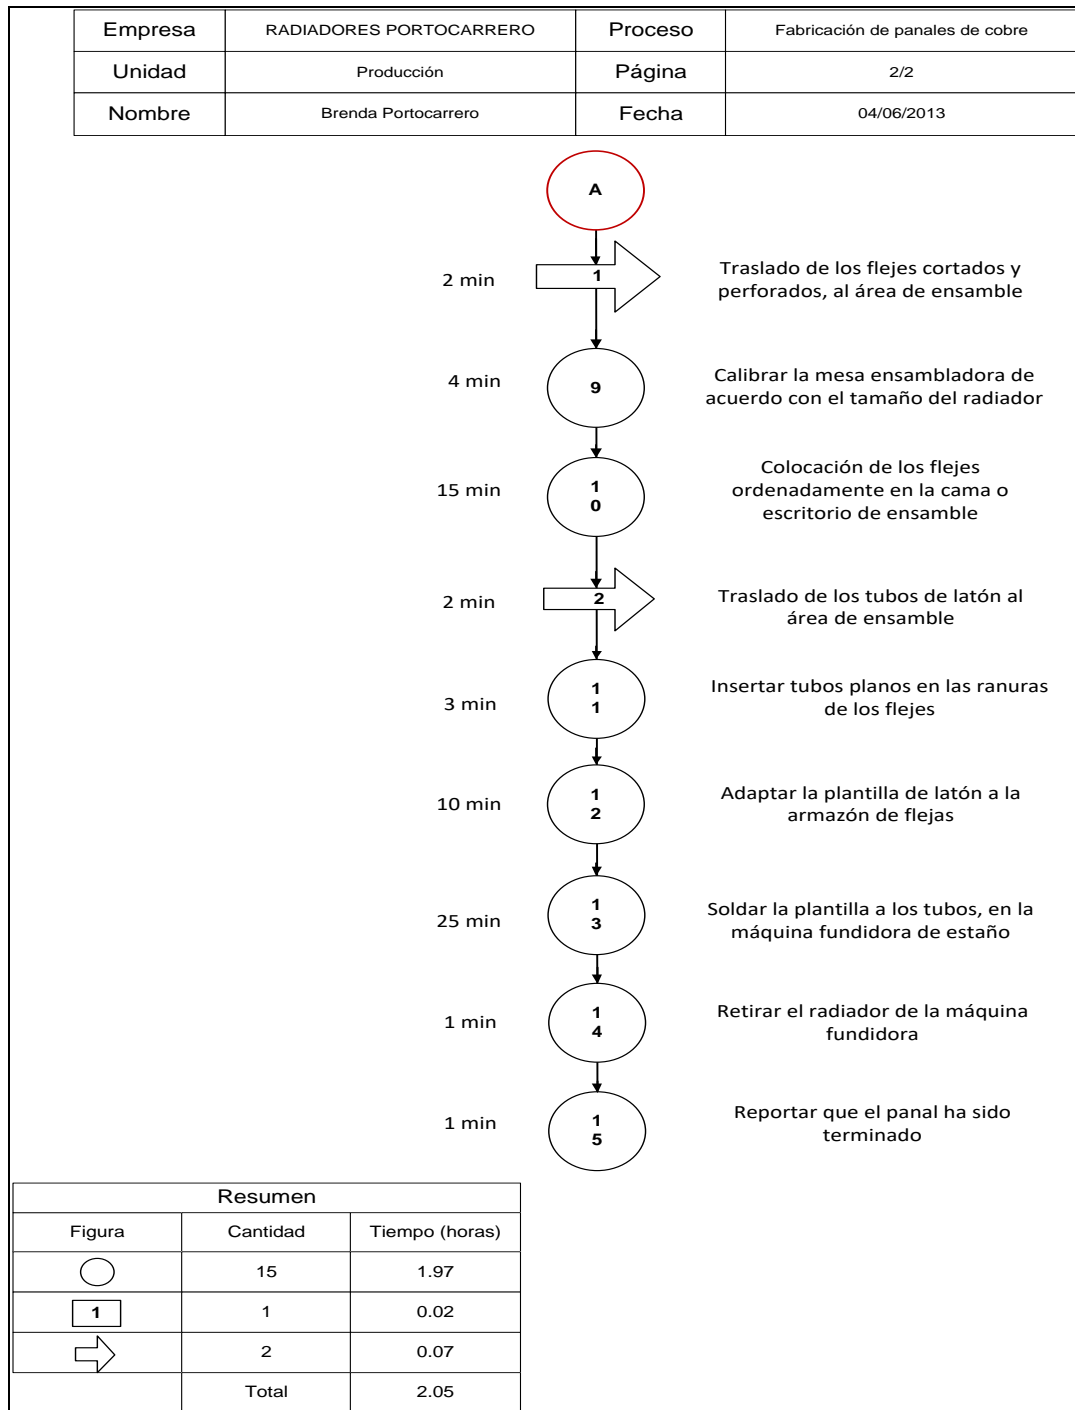 Empresa RADIADORES PORTOCARRERO Proceso Fabricación de panales de cobre
Unidad Producción Página 2/2
Nombre Brenda Portocarrero Fecha 04/06/2013
A
2 min 1 Traslado de los flejes cortados y
perforados, al área de ensamble
4 min 9 Calibrar la mesa ensambladora de
acuerdo con el tamaño del radiador
15 min 1 Colocación de los flejes
0 ordenadamente en la cama o
escritorio de ensamble
2 min 2 Traslado de los tubos de latón al
área de ensamble
3 min 1 Insertar tubos planos en las ranuras
1 de los flejes
10 min 1 Adaptar la plantilla de latón a la
2 armazón de flejas
25 min 1 Soldar la plantilla a los tubos, en la
3 máquina fundidora de estaño
1 min 1 Retirar el radiador de la máquina
4 fundidora
1 min 1 Reportar que el panal ha sido
5 terminado
Resumen
Figura Cantidad Tiempo (horas)
15 1.97
1 1 0.02
2 0.07
Total 2.05